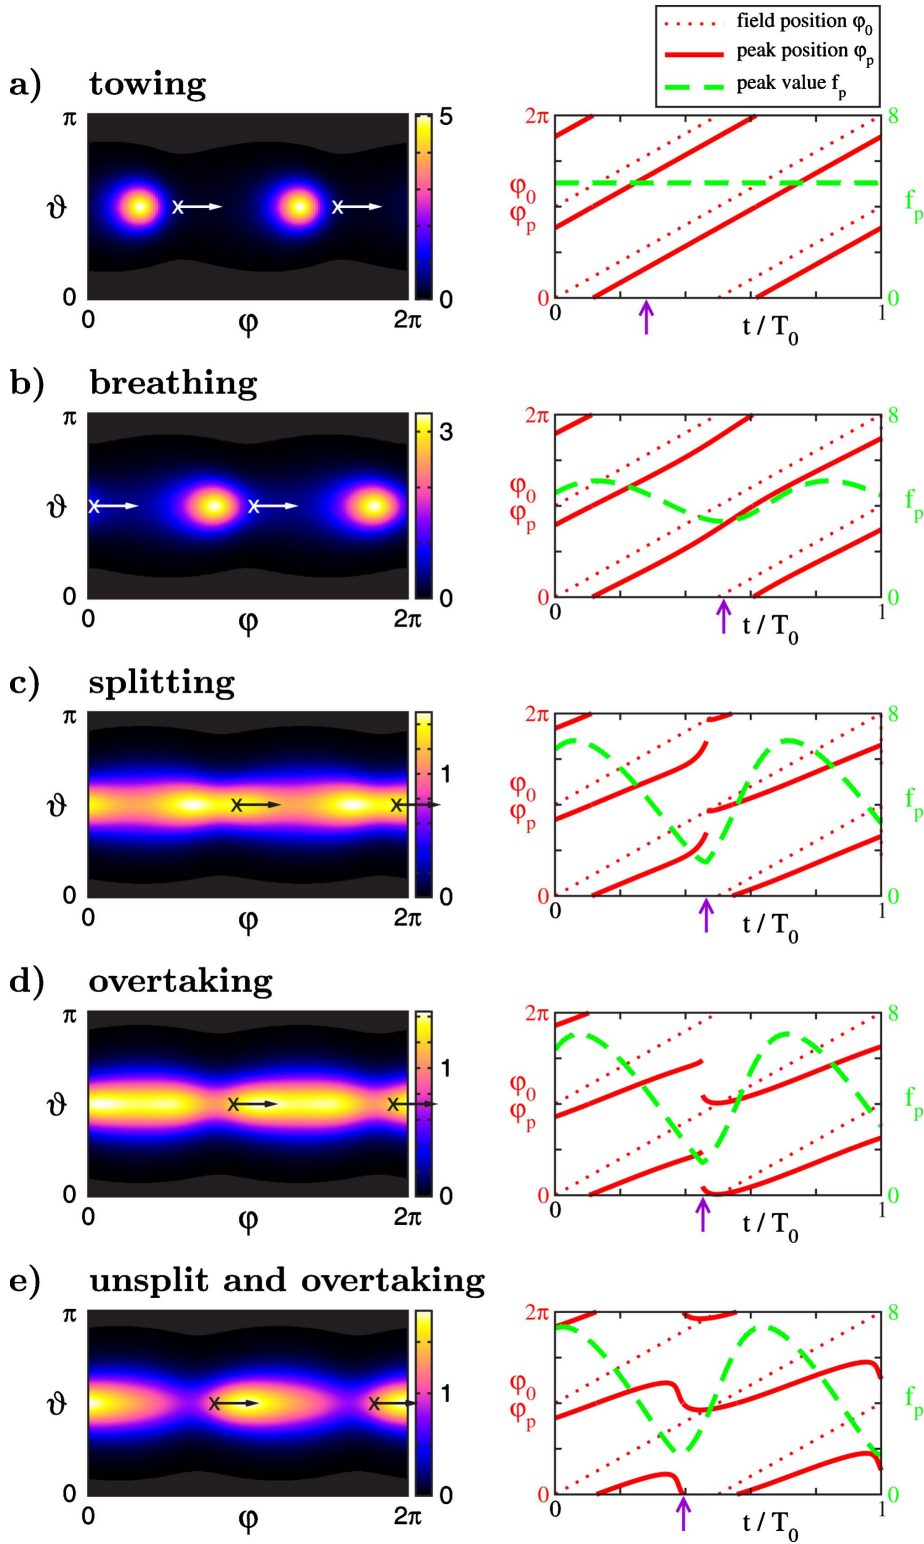 field position φ0
peak position φp
peak value fp
a) towing
π
ϑ
0
0
φ
2π
5
0
2π
φ0
φp
0
0
t / T0
1
8
fp
0
b) breathing
π
ϑ
0
0
φ
2π
3
0
2π
φ0
φp
0
0
t / T0
1
8
fp
0
c) splitting
π
ϑ
0
0
φ
2π
1
0
2π
φ0
φp
0
0
t / T0
1
8
fp
0
d) overtaking
π
ϑ
0
0
φ
2π
1
0
2π
φ0
φp
0
0
t / T0
1
8
fp
0
e) unsplit and overtaking
π
ϑ
0
0
φ
2π
1
0
2π
φ0
φp
0
0
t / T0
1
8
fp
0